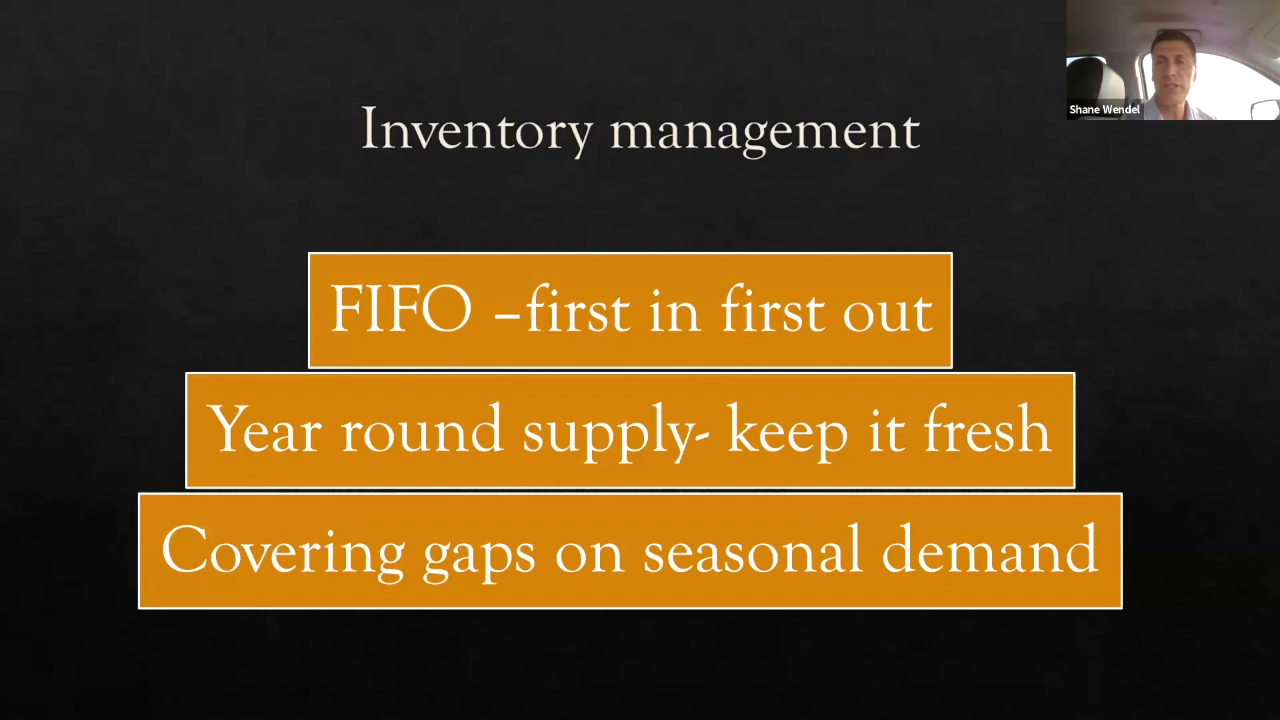 Shane Wendel
Inventory management
FIFO –first in first out
Year round supply- keep it fresh
Covering gaps on seasonal demand